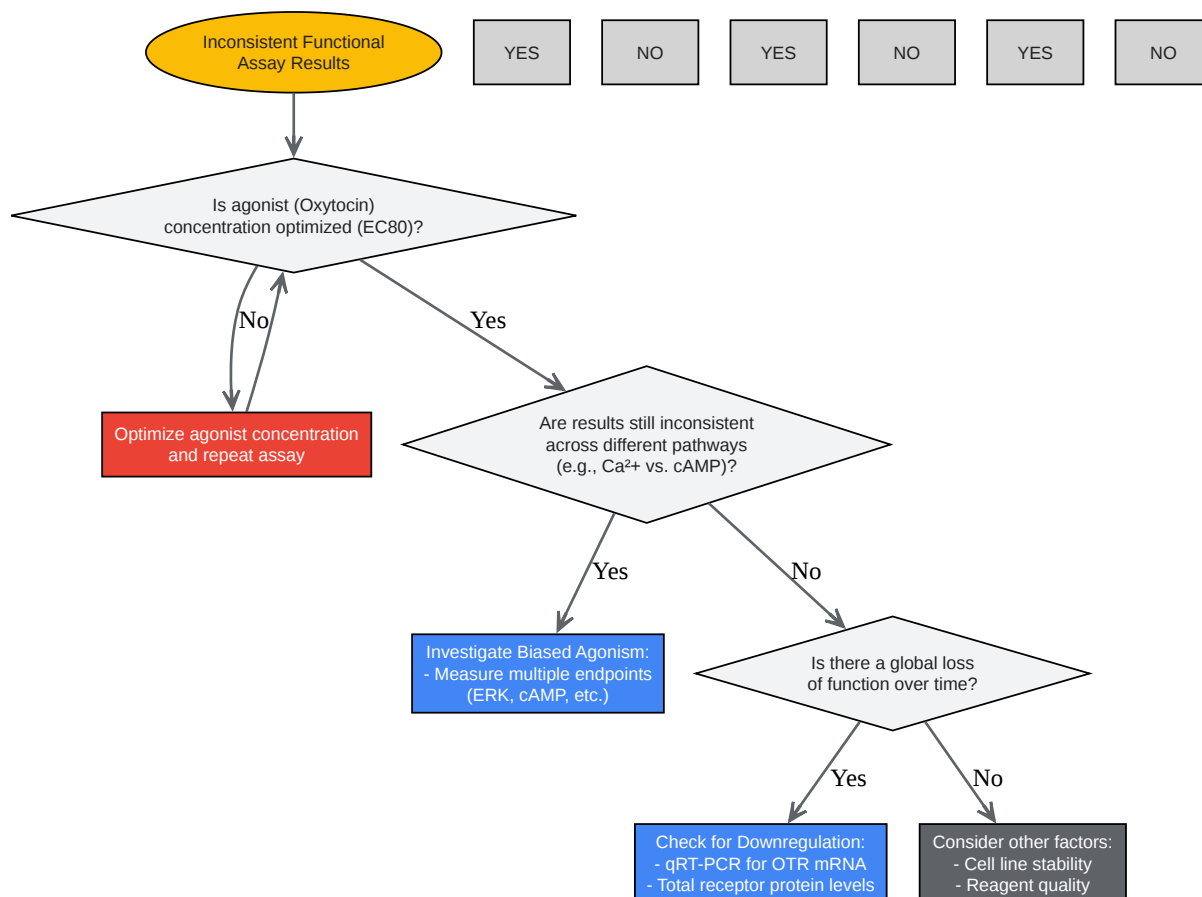 Inconsistent Functional
Assay Results
YES
NO
YES
NO
YES
NO
Is agonist (Oxytocin)
concentration optimized (EC80)?
No
Yes
Optimize agonist concentration
and repeat assay
Are results still inconsistent
across different pathways
(e.g., Ca²+ vs. cAMP)?
Yes
No
Investigate Biased Agonism:
- Measure multiple endpoints
(ERK, cAMP, etc.)
Is there a global loss
of function over time?
Yes
No
Check for Downregulation:
- qRT-PCR for OTR mRNA
- Total receptor protein levels
Consider other factors:
- Cell line stability
- Reagent quality